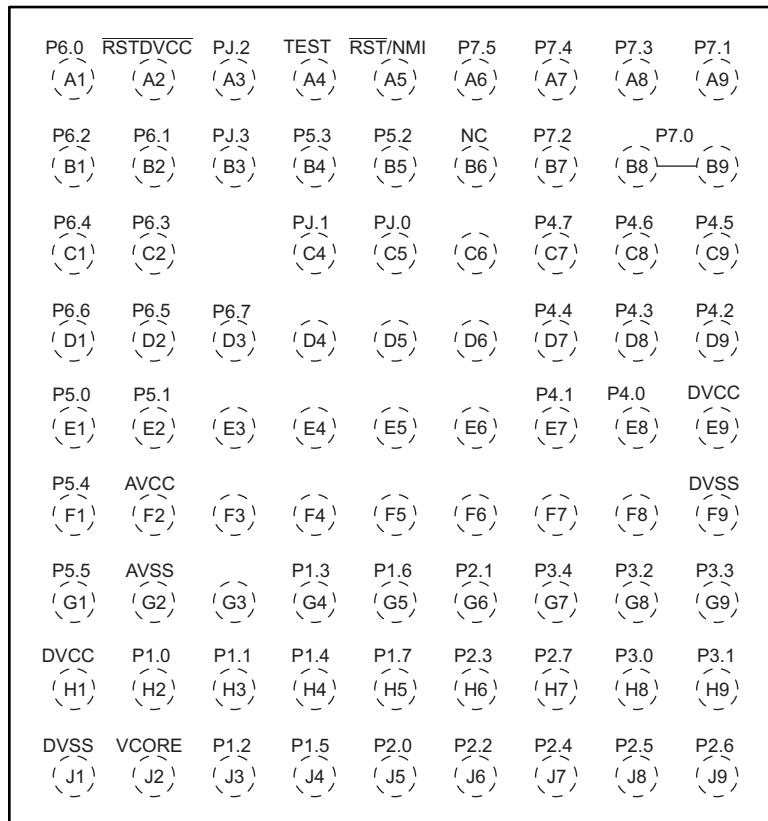 P6.0 RSTDVCC PJ.2 TEST RST/NMI P7.5 P7.4 P7.3 P7.1
A1 A2 A3 A4 A5 A6 A7 A8 A9
P6.2 P6.1 PJ.3 P5.3 P5.2 NC P7.2 P7.0
B1 B2 B3 B4 B5 B6 B7 B8 B9
P6.4 P6.3 PJ.1 PJ.0 P4.7 P4.6 P4.5
C1 C2 C4 C5 C6 C7 C8 C9
P6.6 P6.5 P6.7 P4.4 P4.3 P4.2
D1 D2 D3 D4 D5 D6 D7 D8 D9
P5.0 P5.1 P4.1 P4.0 DVCC
E1 E2 E3 E4 E5 E6 E7 E8 E9
P5.4 AVCC DVSS
F1 F2 F3 F4 F5 F6 F7 F8 F9
P5.5 AVSS P1.3 P1.6 P2.1 P3.4 P3.2 P3.3
G1 G2 G3 G4 G5 G6 G7 G8 G9
DVCC P1.0 P1.1 P1.4 P1.7 P2.3 P2.7 P3.0 P3.1
H1 H2 H3 H4 H5 H6 H7 H8 H9
DVSS VCORE P1.2 P1.5 P2.0 P2.2 P2.4 P2.5 P2.6
J1 J2 J3 J4 J5 J6 J7 J8 J9